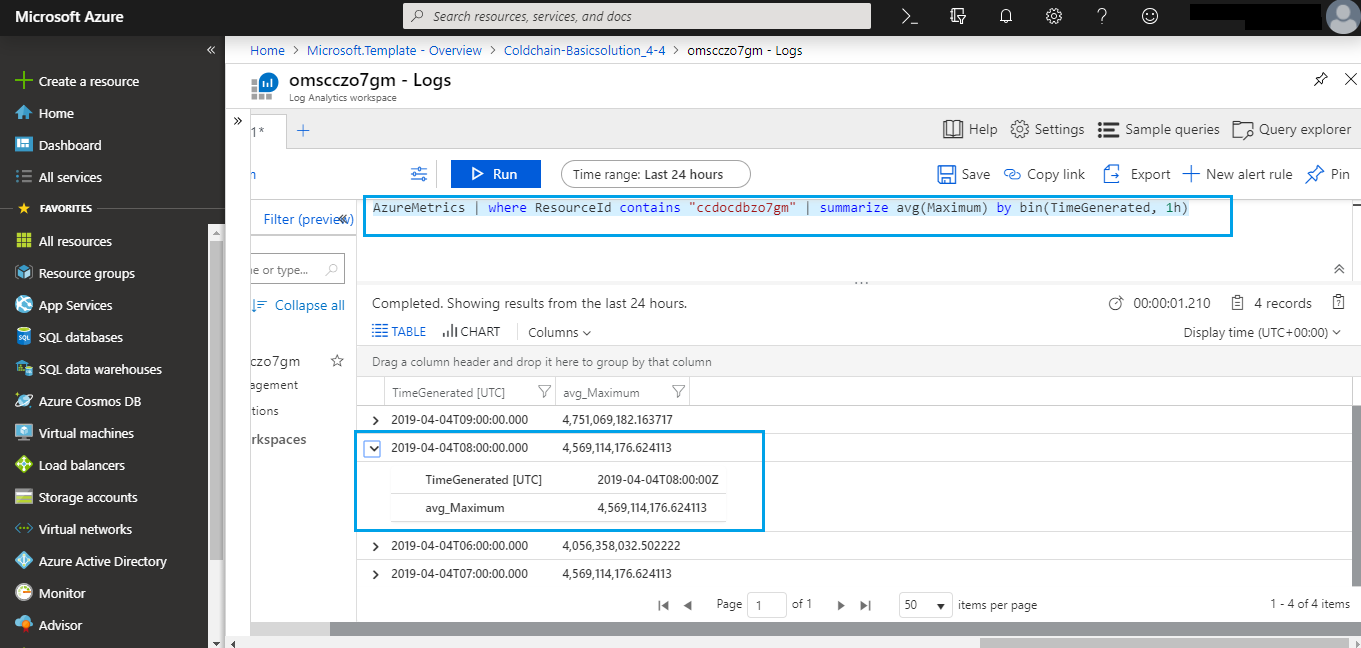 Microsoft Azure
Search resources, services, and docs
Home > Microsoft.Template - Overview > Coldchain-Basicsolution_4-4 > omscczo7gm - Logs
omscczo7gm - Logs
Log Analytics workspace
Create a resource
Home
Dashboard
All services
FAVORITES
All resources
Resource groups
App Services
SQL databases
SQL data warehouses
Azure Cosmos DB
Virtual machines
Load balancers
Storage accounts
Virtual networks
Azure Active Directory
Monitor
Advisor
1*
Help Settings Sample queries Query explorer
Run Time range: Last 24 hours Save Copy link Export New alert rule Pin
Filter (preview)
AzureMetrics | where ResourceId contains "ccdocdbzo7gm" | summarize avg(Maximum) by bin(TimeGenerated, 1h)
e or type...
Collapse all
czo7gm
agement
tions
rkspaces
Completed. Showing results from the last 24 hours. 00:00:01.210 4 records
TABLE CHART Columns Display time (UTC+00:00)
Drag a column header and drop it here to group by that column
TimeGenerated [UTC] avg_Maximum
2019-04-04T09:00:00.000 4,751,069,182.163717
2019-04-04T08:00:00.000 4,569,114,176.624113
TimeGenerated [UTC] 2019-04-04T08:00:00Z
avg_Maximum 4,569,114,176.624113
2019-04-04T06:00:00.000 4,056,358,032.502222
2019-04-04T07:00:00.000 4,569,114,176.624113
Page 1 of 1 50 items per page 1 - 4 of 4 items